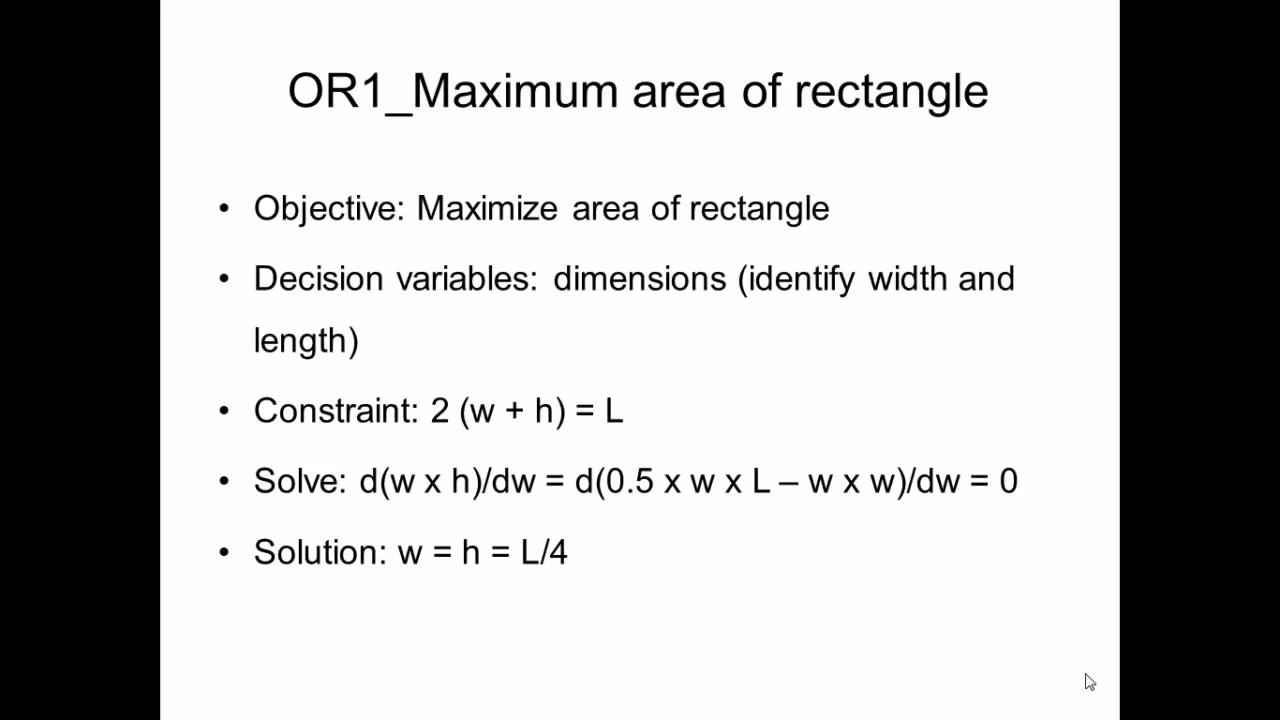 OR1_Maximum area of rectangle
• Objective: Maximize area of rectangle
• Decision variables: dimensions (identify width and
length)
• Constraint: 2 (w + h) = L
• Solve: d(w x h)/dw = d(0.5 x w x L – w x w)/dw = 0
• Solution: w = h = L/4